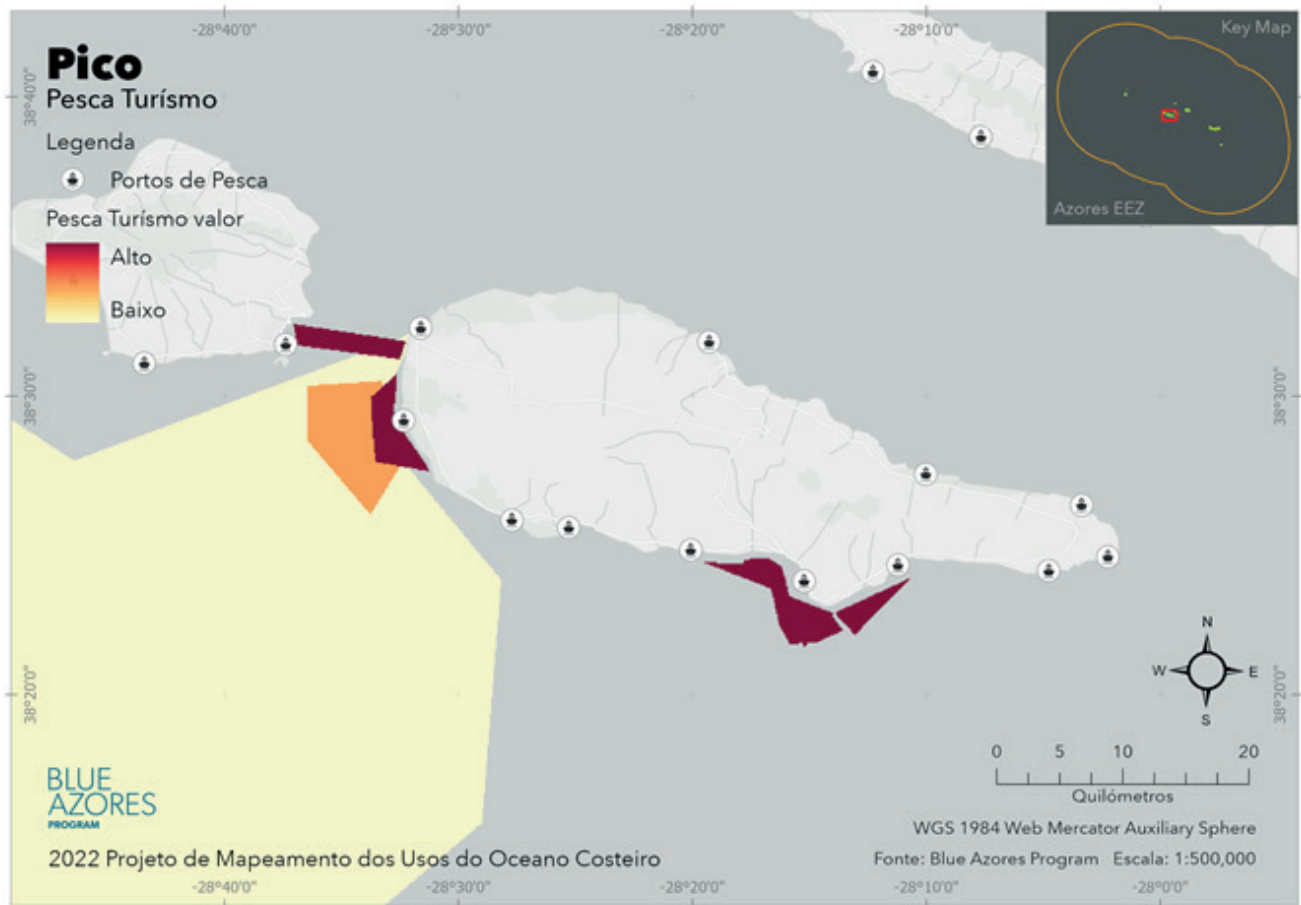 -28°40'0"
-28°30'0"
-28°20'0"
-28°10'0"
Key Map
Azores EEZ
Pico
Pesca Turísmo
Legenda
Portos de Pesca
Pesca Turísmo valor
Alto
Baixo
38°40'0"
38°30'0"
38°30'0"
38°20'0"
38°20'0"
N
W
E
S
0 5 10 20
Quilómetros
BLUE
AZORES
PROGRAM
WGS 1984 Web Mercator Auxiliary Sphere
2022 Projeto de Mapeamento dos Usos do Oceano Costeiro
Fonte: Blue Azores Program Escala: 1:500,000
-28°40'0"
-28°30'0"
-28°20'0"
-28°10'0"
-28°0'0"